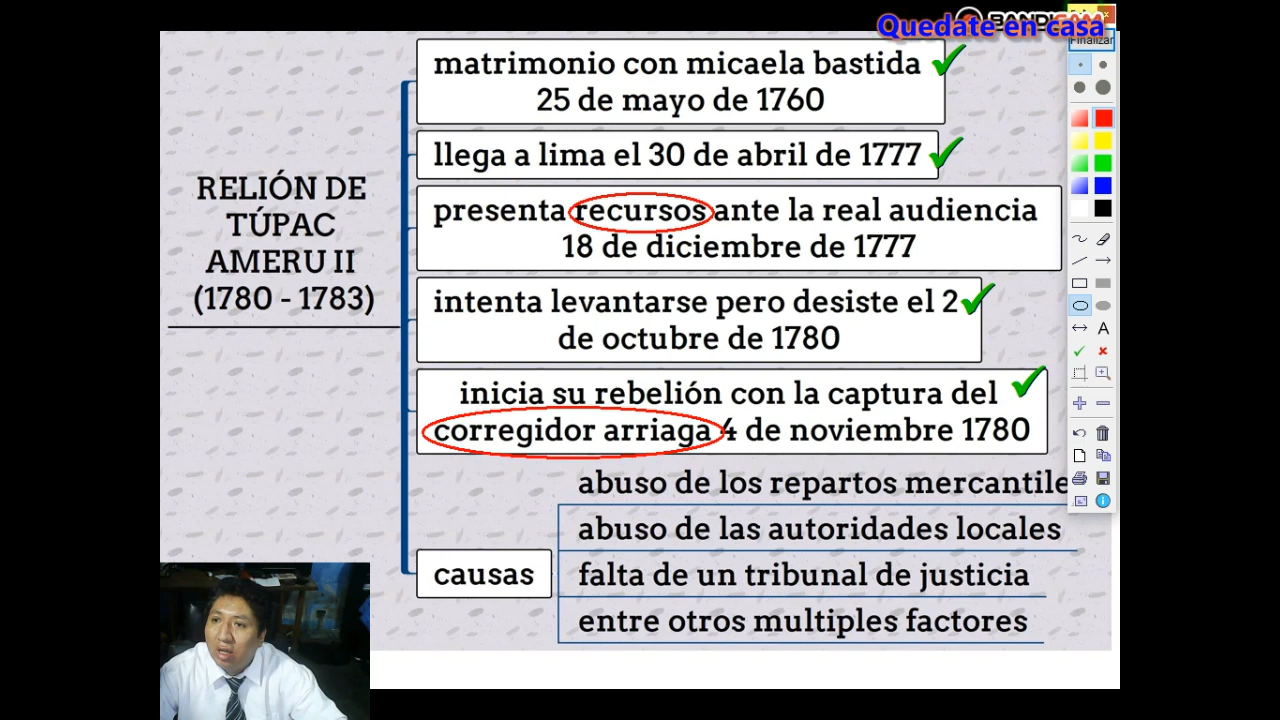 Quedate en casa
Finalizar
matrimonio con micaela bastida
25 de mayo de 1760
llega a lima el 30 de abril de 1777
presenta recursos ante la real audiencia
18 de diciembre de 1777
intenta levantarse pero desiste el 2
de octubre de 1780
inicia su rebelión con la captura del
corregidor arriaga 4 de noviembre 1780
RELIÓN DE
TÚPAC
AMERU II
(1780 - 1783)
causas
abuso de los repartos mercantile
abuso de las autoridades locales
falta de un tribunal de justicia
entre otros multiples factores